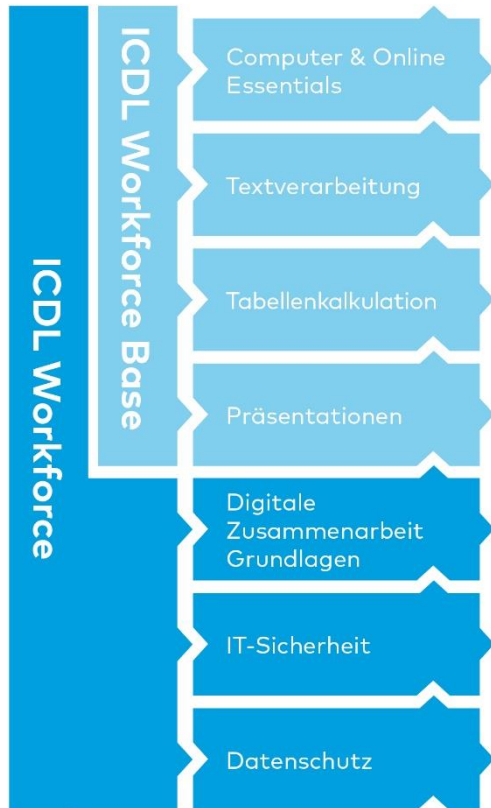 ICDL Workforce
ICDL Workforce Base
Computer & Online
Essentials
Textverarbeitung
Tabellenkalkulation
Präsentationen
Digitale
Zusammenarbeit
Grundlagen
IT-Sicherheit
Datenschutz